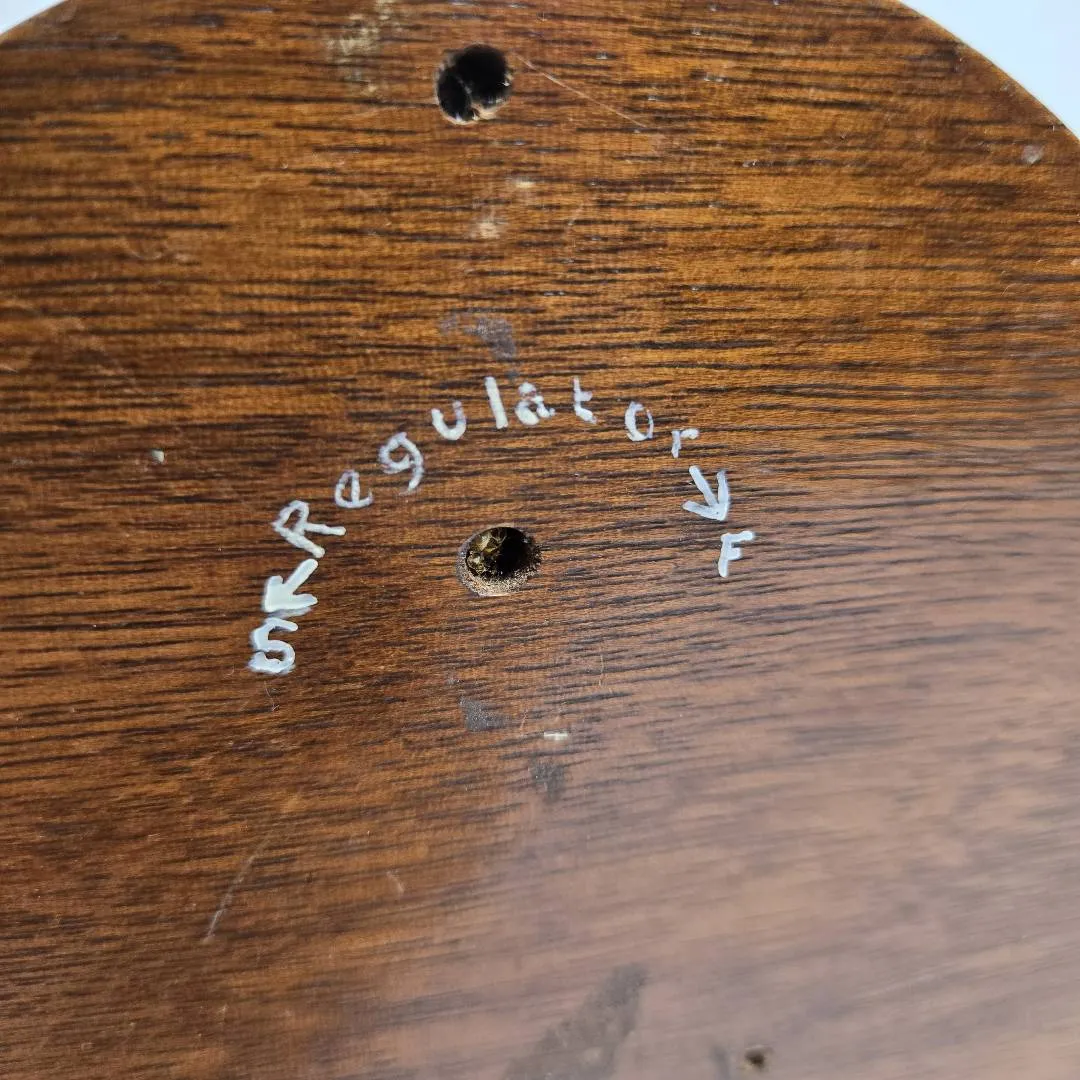 S ← Regulator → F